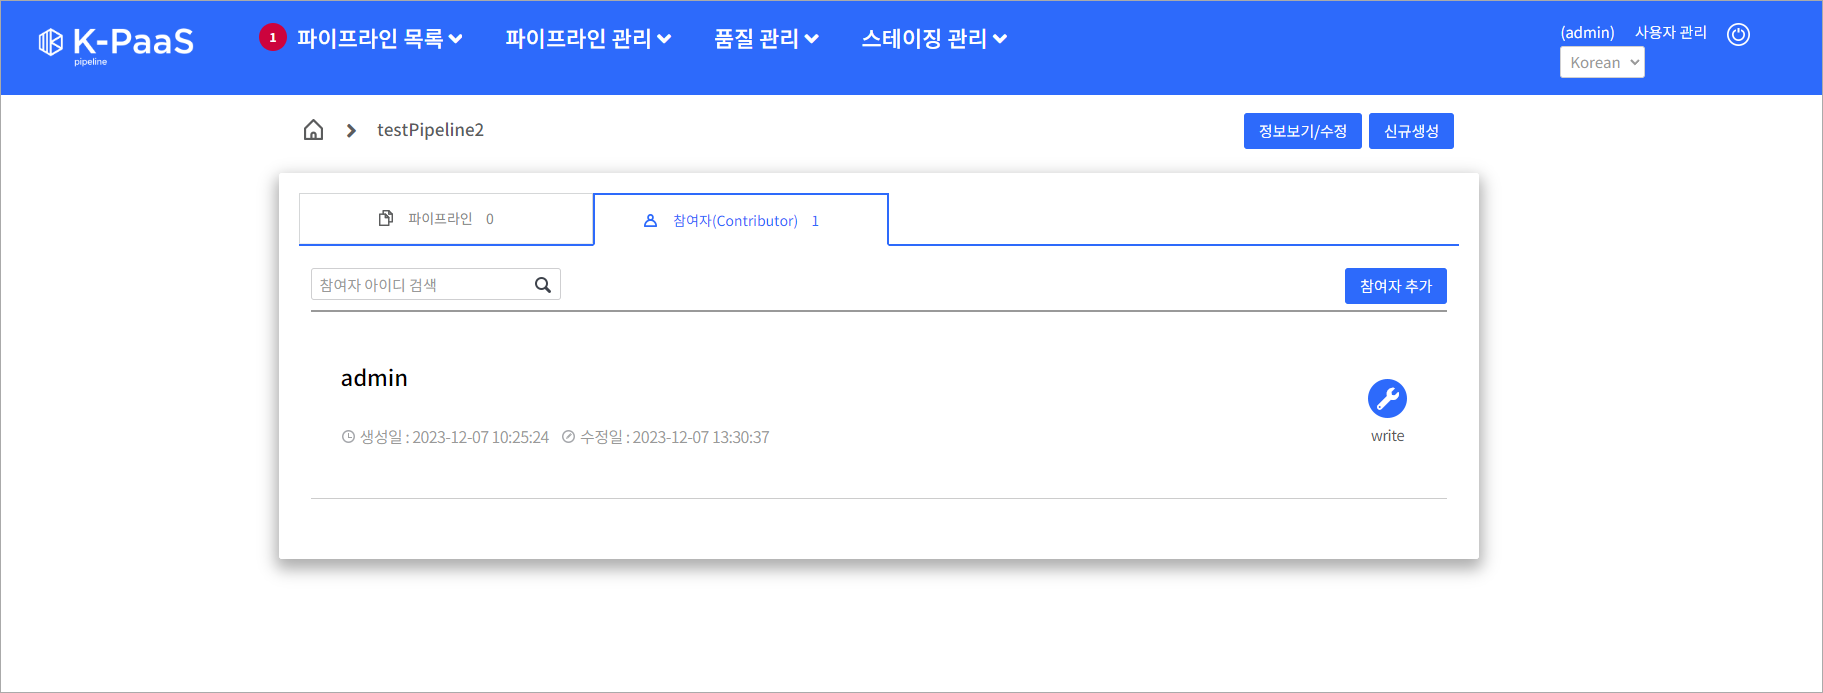 K-PaaS
pipeline
1 파이프라인 목록 파이프라인 관리 품질 관리 스테이징 관리
(admin) 사용자 관리
Korean
testPipeline2
정보보기/수정 신규생성
파이프라인 0 참여자(Contributor) 1
참여자 아이디 검색
참여자 추가
admin
생성일 : 2023-12-07 10:25:24 수정일 : 2023-12-07 13:30:37
write